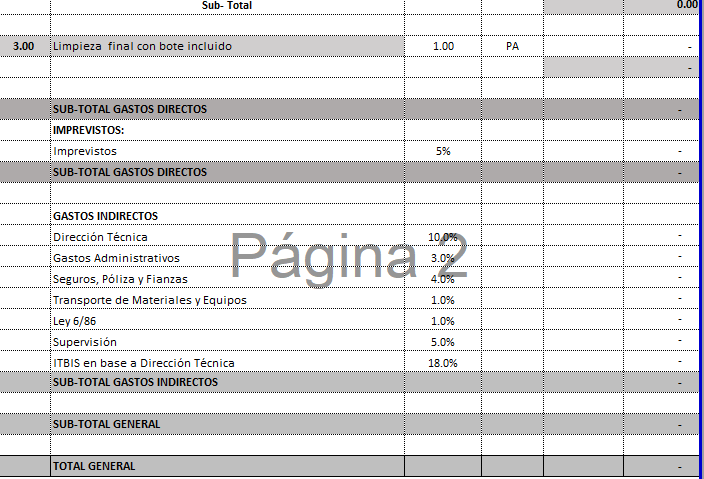 Sub- Total 0.00
3.00 Limpieza final con bote incluido 1.00 PA -
-
SUB-TOTAL GASTOS DIRECTOS -
IMPREVISTOS:
Imprevistos 5% -
SUB-TOTAL GASTOS DIRECTOS -
GASTOS INDIRECTOS
Dirección Técnica 10.0% -
Gastos Administrativos 3.0% -
Página 2
Seguros, Póliza y Fianzas 4.0% -
Transporte de Materiales y Equipos 1.0% -
Ley 6/86 1.0% -
Supervisión 5.0% -
ITBIS en base a Dirección Técnica 18.0% -
SUB-TOTAL GASTOS INDIRECTOS -
SUB-TOTAL GENERAL -
TOTAL GENERAL -